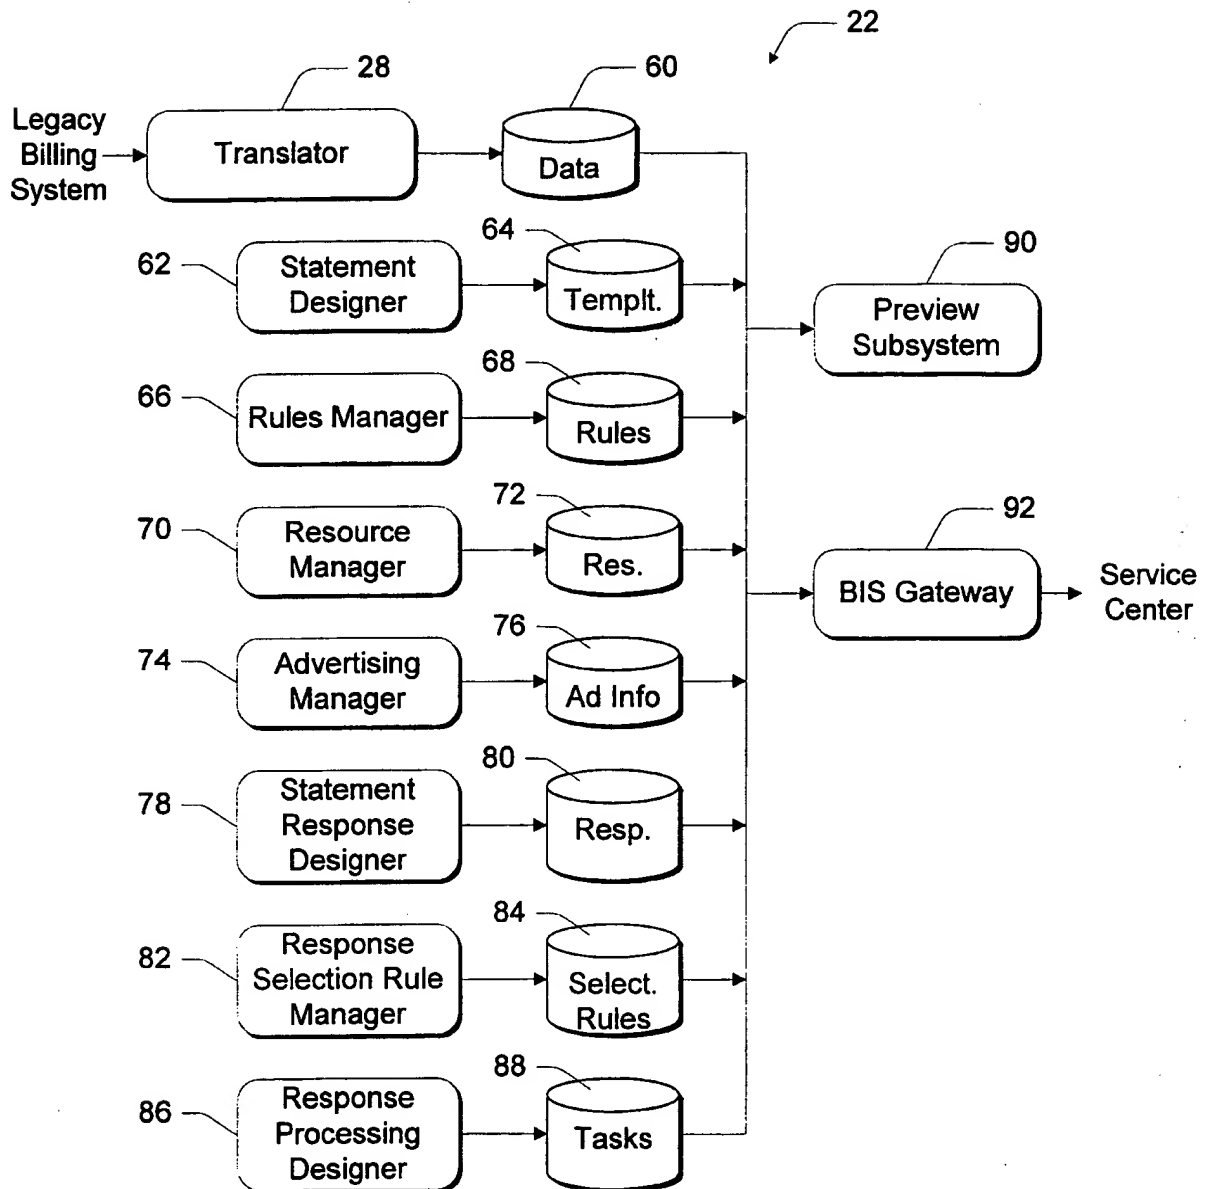 22
28
60
Legacy
Billing
System
Translator
Data
62
Statement
Designer
64
Templt.
90
Preview
Subsystem
66
Rules Manager
68
Rules
70
Resource
Manager
72
Res.
92
BIS Gateway
Service
Center
74
Advertising
Manager
76
Ad Info
78
Statement
Response
Designer
80
Resp.
82
Response
Selection Rule
Manager
84
Select.
Rules
86
Response
Processing
Designer
88
Tasks